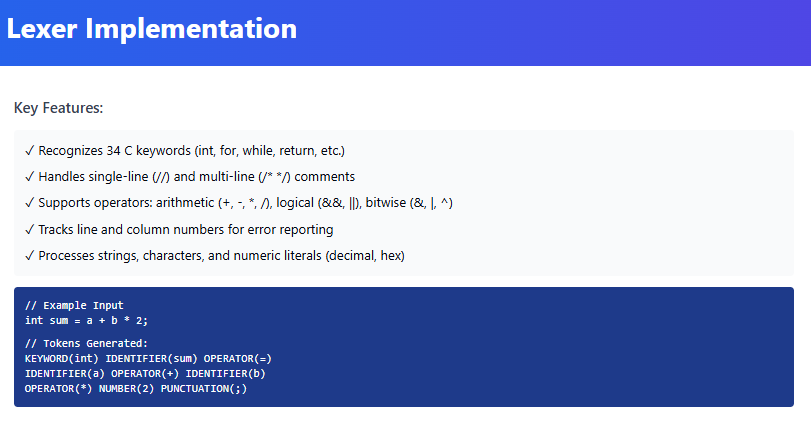 Lexer Implementation
Key Features:
✓ Recognizes 34 C keywords (int, for, while, return, etc.)
✓ Handles single-line (//) and multi-line (/* */) comments
✓ Supports operators: arithmetic (+, -, *, /), logical (&&, ||), bitwise (&, |, ^)
✓ Tracks line and column numbers for error reporting
✓ Processes strings, characters, and numeric literals (decimal, hex)
// Example Input
int sum = a + b * 2;
// Tokens Generated:
KEYWORD(int) IDENTIFIER(sum) OPERATOR(=)
IDENTIFIER(a) OPERATOR(+) IDENTIFIER(b)
OPERATOR(*) NUMBER(2) PUNCTUATION(;)